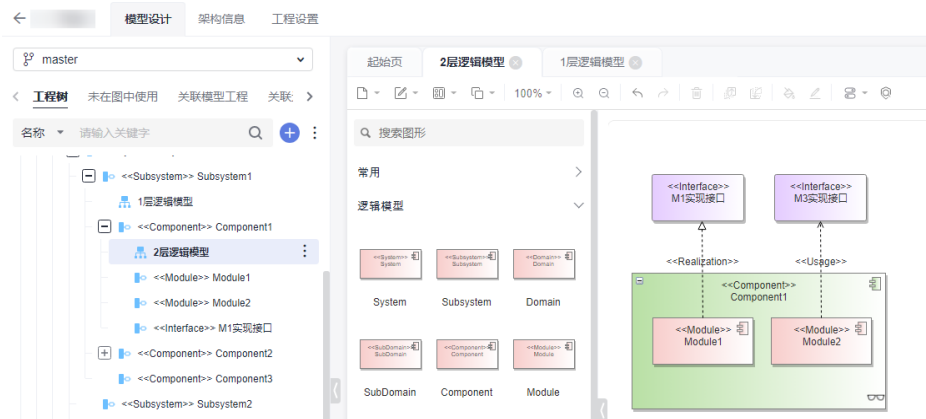 模型设计 架构信息 工程设置
master
工程树 未在图中使用 关联模型工程 关联
名称 请输入关键字
<<Subsystem>> Subsystem1
1层逻辑模型
<<Component>> Component1
2层逻辑模型
<<Module>> Module1
<<Module>> Module2
<<Interface>> M1实现接口
<<Component>> Component2
<<Component>> Component3
<<Subsystem>> Subsystem2
起始页 2层逻辑模型 1层逻辑模型
100%
搜索图形
常用
逻辑模型
<<System>>
System
<<Subsystem>>
Subsystem
<<Domain>>
Domain
System Subsystem Domain
<<SubDomain>>
SubDomain
<<Component>>
Component
<<Module>>
Module
SubDomain Component Module
<<Interface>>
M1实现接口
<<Interface>>
M3实现接口
<<Realization>>
<<Usage>>
<<Component>>
Component1
<<Module>>
Module1
<<Module>>
Module2